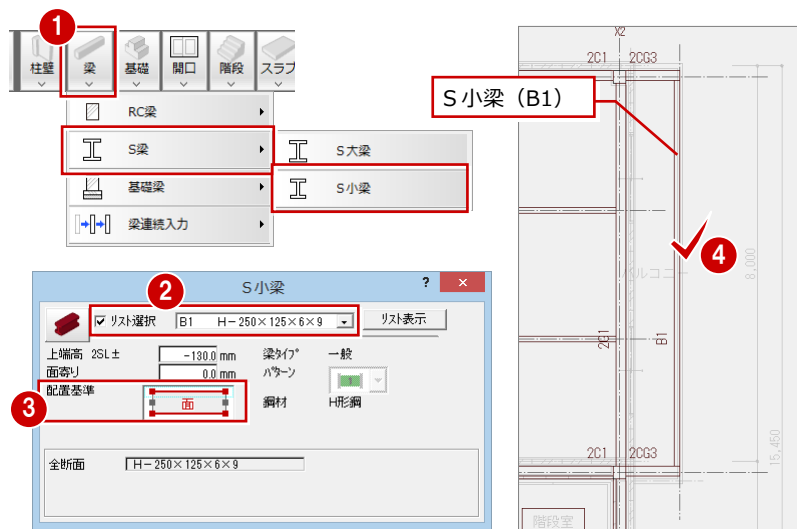 1
柱壁
梁
基礎
開口
階段
スラブ
RC梁
S梁
S大梁
S小梁
基礎梁
梁連続入力
2
S小梁
?
×
リスト選択
B1 H-250×125×6×9
リスト表示
上端高 2SL±
-130.0 mm
梁タイプ
一般
面寄り
0.0 mm
パターン
3
配置基準
面
鋼材
H形鋼
全断面
H-250×125×6×9
X2
2C1
2CG3
S小梁（B1）
4
バルコニー
8,000
2G1
B1
15,450
2C1
2CG3
階段室